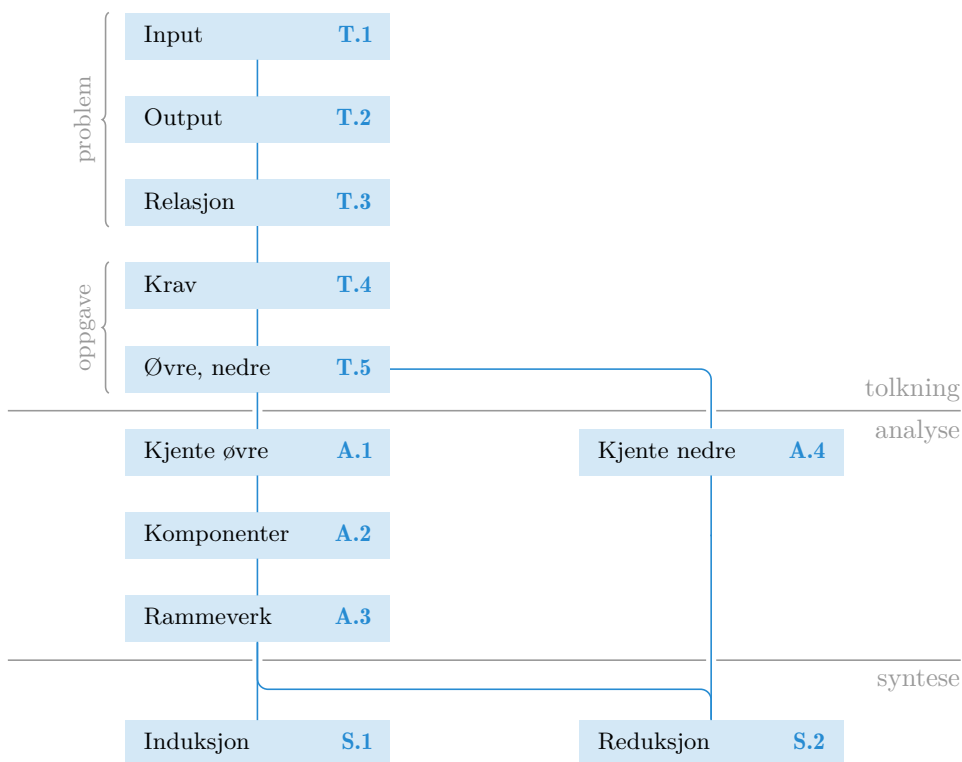 problem
Input T.1
Output T.2
Relasjon T.3
oppgave
Krav T.4
Øvre, nedre T.5
tolkning
analyse
Kjente øvre A.1
Kjente nedre A.4
Komponenter A.2
Rammeverk A.3
syntese
Induksjon S.1
Reduksjon S.2